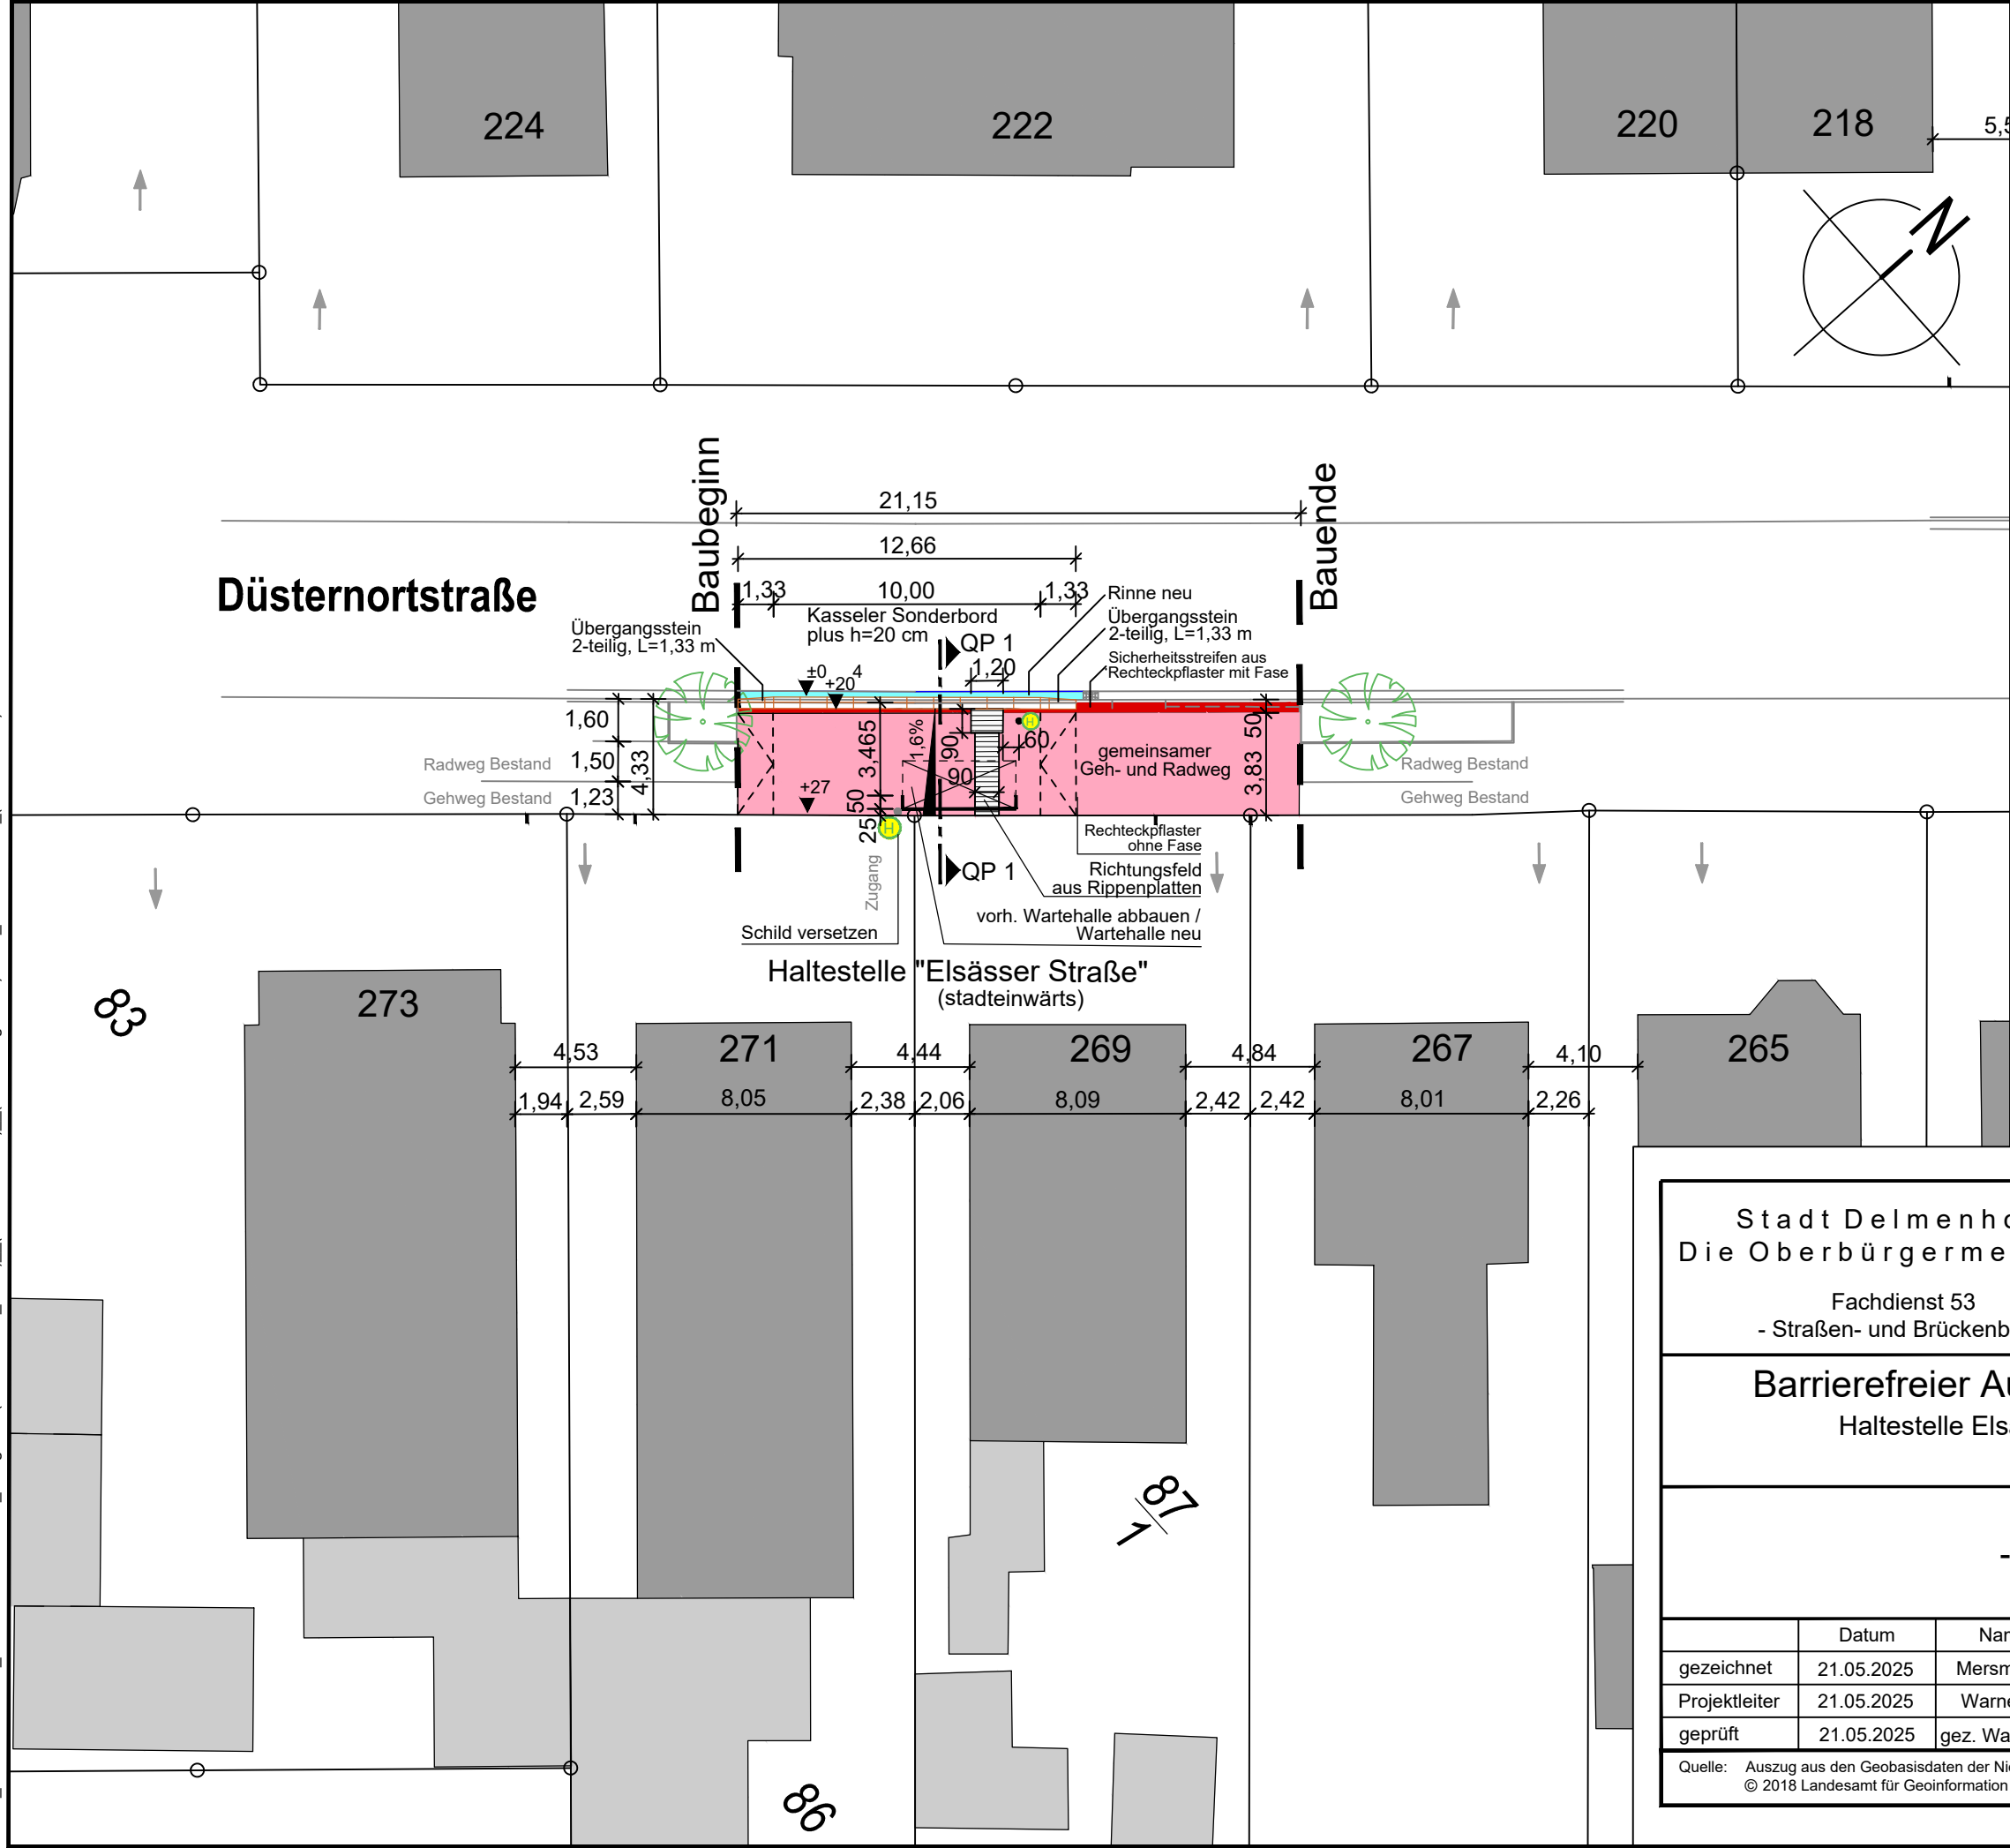 224
222
220
218
N
Baubeginn
Bauende
21,15
12,66
1,33
10,00
1,33
Düsternortstraße
Kasseler Sonderbord
plus h=20 cm
Rinne neu
Übergangsstein
2-teilig, L=1,33 m
Übergangsstein
2-teilig, L=1,33 m
Sicherheitsstreifen aus
Rechteckpflaster mit Fase
QP 1
1,20
±0
4
+20
1,60
1,50
1,23
4,33
Radweg Bestand
Gehweg Bestand
3,465
50
25
1,6%
90
90
60
H
+27
gemeinsamer
Geh- und Radweg
50
3,83
Radweg Bestand
Gehweg Bestand
H
Zugang
QP 1
Rechteckpflaster
ohne Fase
Richtungsfeld
aus Rippenplatten
vorh. Wartehalle abbauen /
Wartehalle neu
Schild versetzen
Haltestelle "Elsässer Straße"
(stadteinwärts)
83
273
271
269
267
265
4,53
4,44
4,84
4,10
1,94
2,59
8,05
2,38
2,06
8,09
2,42
2,42
8,01
2,26
87
1
86
Stadt
Die
Fachdienst 53
- Straßen- und
Barrierefreier
Haltestelle
Datum
gezeichnet
21.05.2025
Projektleiter
21.05.2025
geprüft
21.05.2025
gez.
Quelle: Auszug aus den Geobasisdaten der
© 2018 Landesamt für Geoinformation